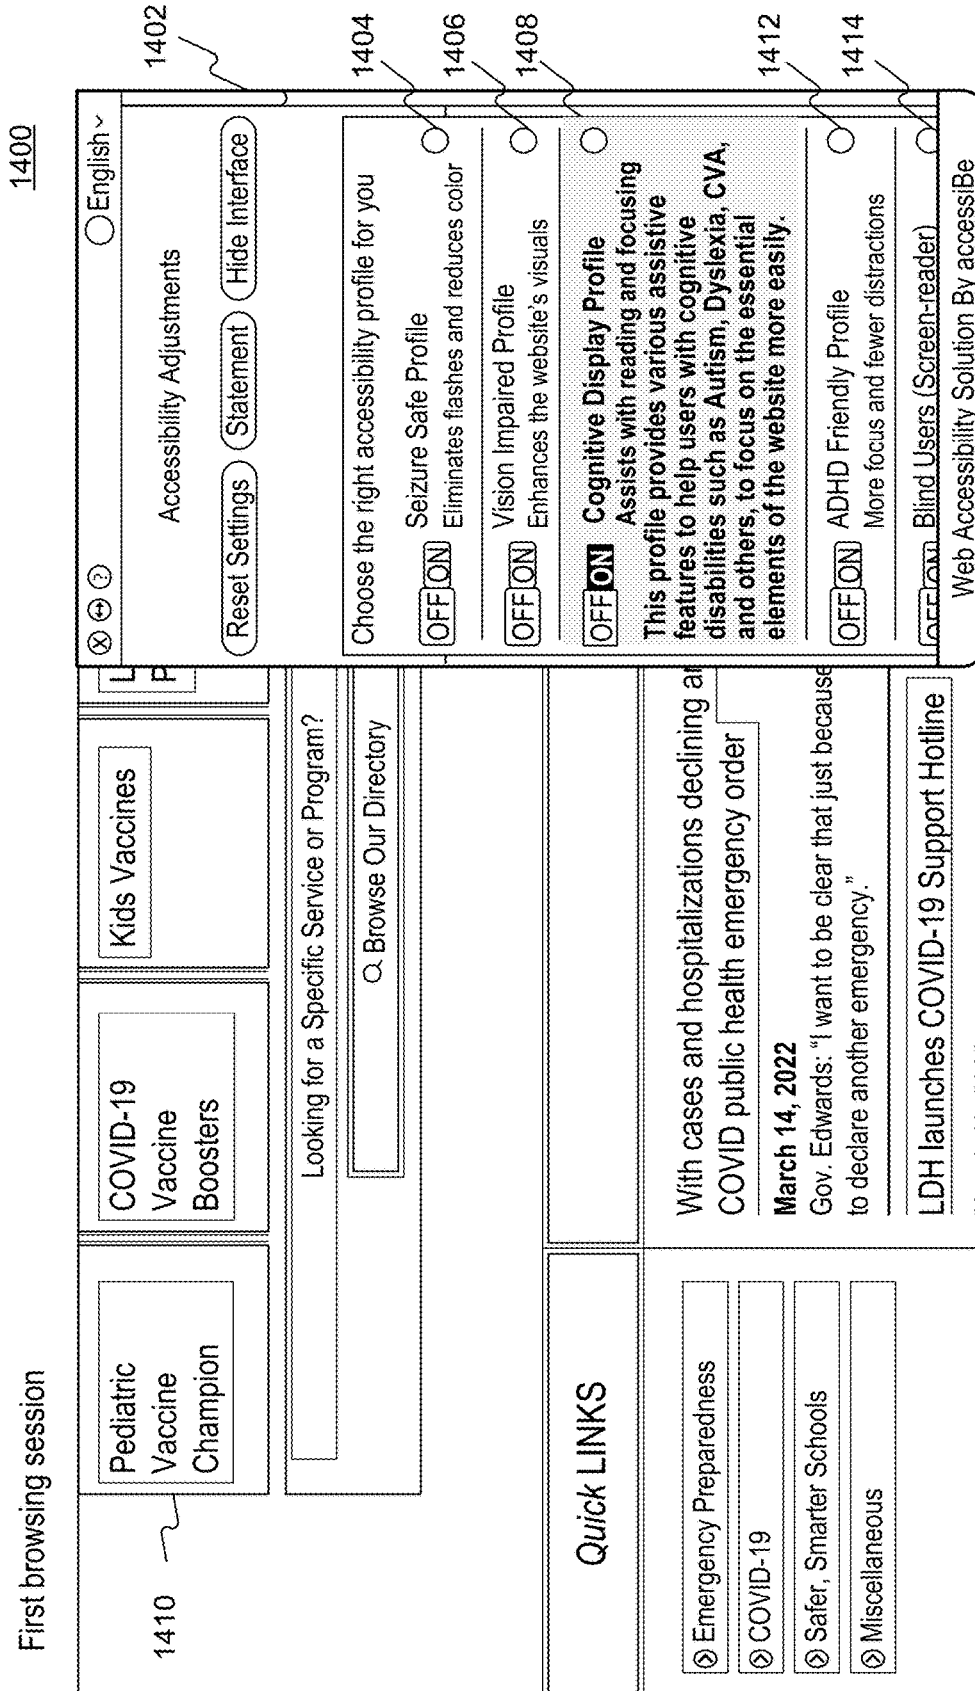 First browsing session
1400
1410
Pediatric
Vaccine
Champion
COVID-19
Vaccine
Boosters
Kids Vaccines
L
P
Looking for a Specific Service or Program?
Browse Our Directory
Quick LINKS
Emergency Preparedness
COVID-19
Safer, Smarter Schools
Miscellaneous
With cases and hospitalizations declining
COVID public health emergency order
March 14, 2022
Gov. Edwards: “I want to be clear that just because
to declare another emergency.”
LDH launches COVID-19 Support Hotline
English
Accessibility Adjustments
Reset Settings
Statement
Hide Interface
1402
Choose the right accessibility profile for you
OFF ON Seizure Safe Profile
Eliminates flashes and reduces color
1404
OFF ON Vision Impaired Profile
Enhances the website's visuals
1406
OFF ON Cognitive Display Profile
Assists with reading and focusing
This profile provides various assistive
features to help users with cognitive
disabilities such as Autism, Dyslexia, CVA,
and others, to focus on the essential
elements of the website more easily.
1408
OFF ON ADHD Friendly Profile
More focus and fewer distractions
1412
OFF ON Blind Users (Screen-reader)
1414
Web Accessibility Solution By accessiBe